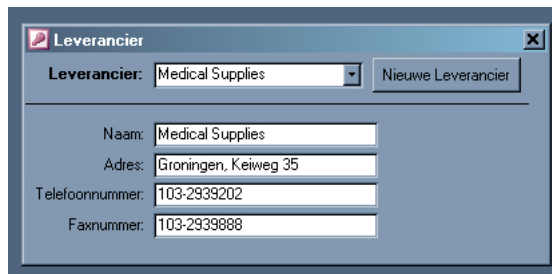 Leverancier
Leverancier: Medical Supplies Nieuwe Leverancier
Naam: Medical Supplies
Adres: Groningen, Keiweg 35
Telefoonnummer: 103-2939202
Faxnummer: 103-2939888